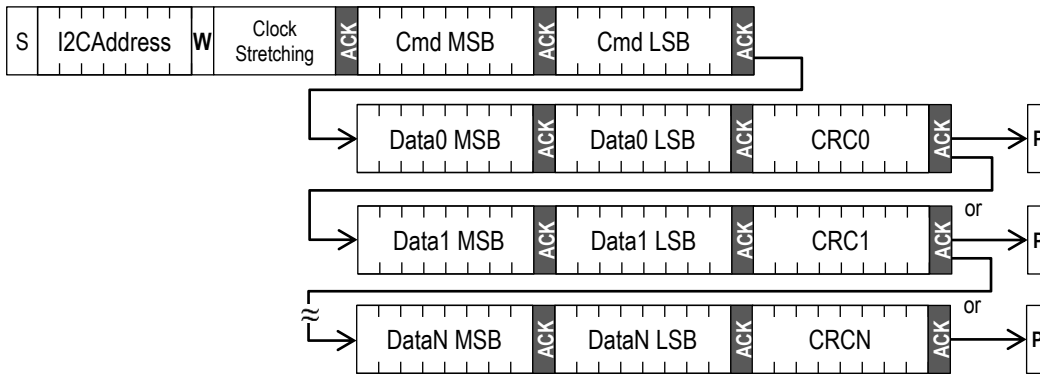 S I2CAddress W Clock Stretching ACK Cmd MSB ACK Cmd LSB ACK
Data0 MSB ACK Data0 LSB ACK CRC0 ACK P
or
Data1 MSB ACK Data1 LSB ACK CRC1 ACK P
or
≈ DataN MSB ACK DataN LSB ACK CRCN ACK P